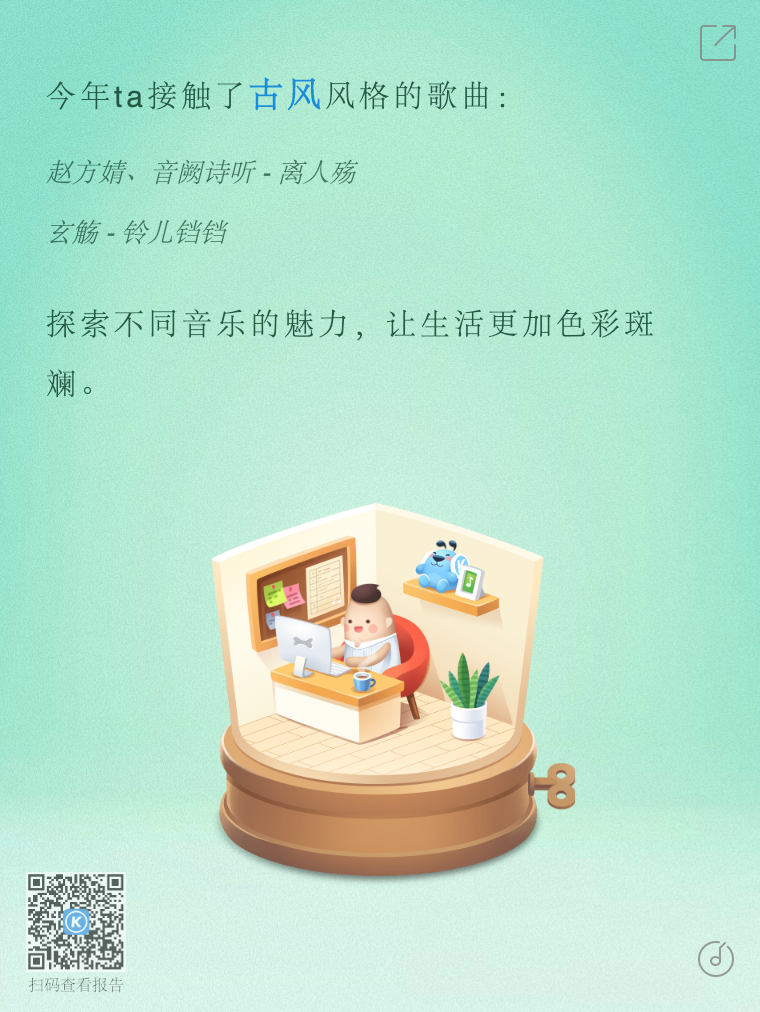 今年ta接触了古风风格的歌曲：
赵方婧、音阙诗听 - 离人殇
玄觞 - 铃儿铛铛
探索不同音乐的魅力，让生活更加色彩斑
斓。
K
扫码查看报告